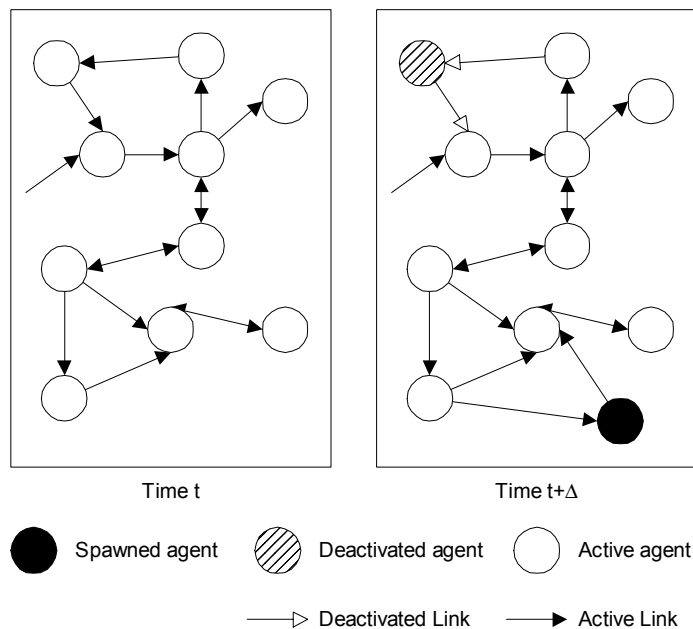 Time t
Time t+Δ
Spawned agent
Deactivated agent
Active agent
Deactivated Link
Active Link